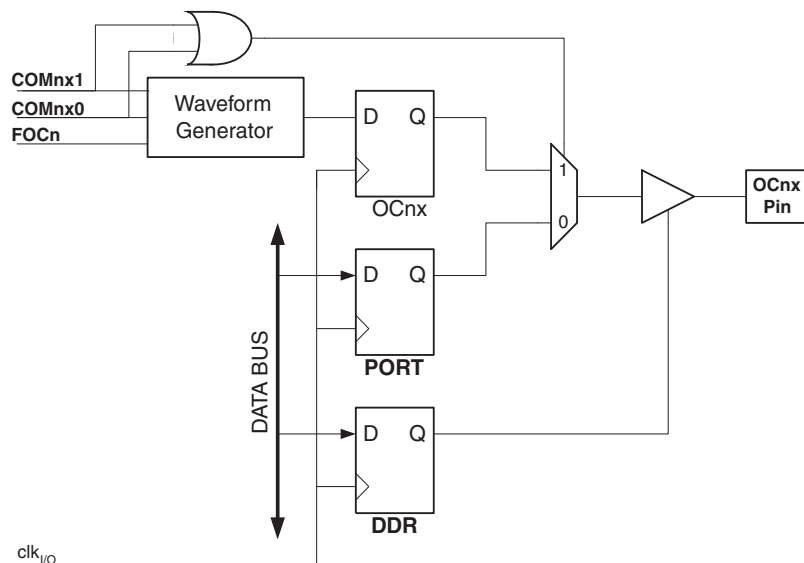 COMnx1
COMnx0
FOCn
Waveform
Generator
D Q
OCnx
1
0
OCnx
Pin
D Q
PORT
DATA BUS
D Q
DDR
clkI/O